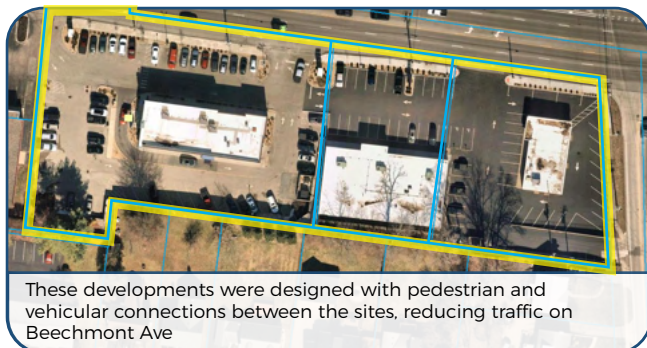 These developments were designed with pedestrian and
vehicular connections between the sites, reducing traffic on
Beechmont Ave